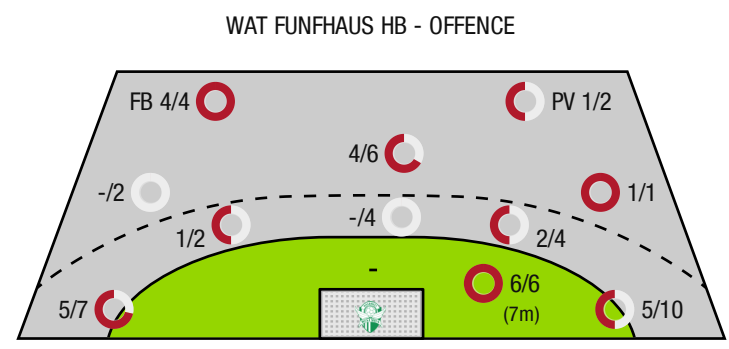 WAT FUNFHAUS HB - OFFENCE
FB 4/4
PV 1/2
4/6
-/2
1/1
1/2
-/4
2/4
-
6/6
(7m)
5/7
5/10